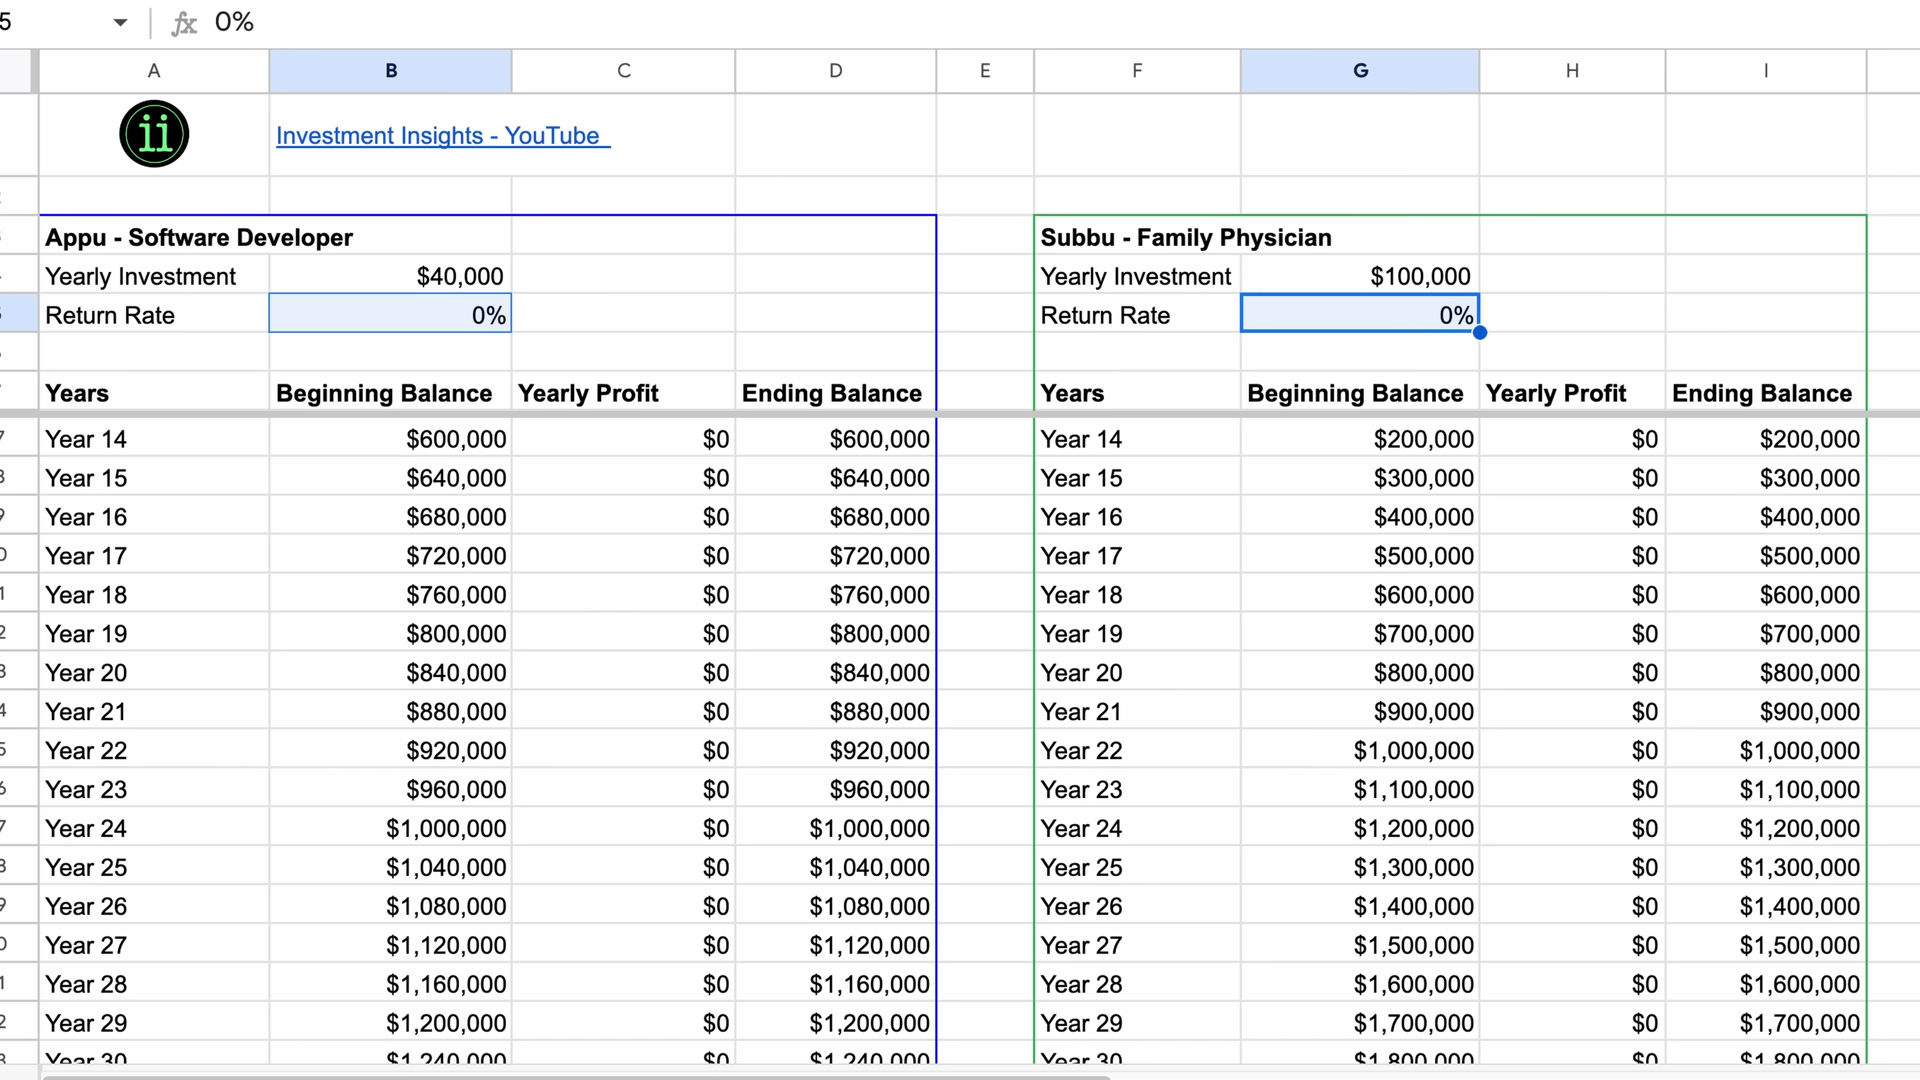 5 fx 0%
A B C D E F G H I
ii Investment Insights - YouTube
Appu - Software Developer Subbu - Family Physician
Yearly Investment $40,000 Yearly Investment $100,000
Return Rate 0% Return Rate 0%
Years Beginning Balance Yearly Profit Ending Balance Years Beginning Balance Yearly Profit Ending Balance
Year 14 $600,000 $0 $600,000 Year 14 $200,000 $0 $200,000
Year 15 $640,000 $0 $640,000 Year 15 $300,000 $0 $300,000
Year 16 $680,000 $0 $680,000 Year 16 $400,000 $0 $400,000
Year 17 $720,000 $0 $720,000 Year 17 $500,000 $0 $500,000
Year 18 $760,000 $0 $760,000 Year 18 $600,000 $0 $600,000
Year 19 $800,000 $0 $800,000 Year 19 $700,000 $0 $700,000
Year 20 $840,000 $0 $840,000 Year 20 $800,000 $0 $800,000
Year 21 $880,000 $0 $880,000 Year 21 $900,000 $0 $900,000
Year 22 $920,000 $0 $920,000 Year 22 $1,000,000 $0 $1,000,000
Year 23 $960,000 $0 $960,000 Year 23 $1,100,000 $0 $1,100,000
Year 24 $1,000,000 $0 $1,000,000 Year 24 $1,200,000 $0 $1,200,000
Year 25 $1,040,000 $0 $1,040,000 Year 25 $1,300,000 $0 $1,300,000
Year 26 $1,080,000 $0 $1,080,000 Year 26 $1,400,000 $0 $1,400,000
Year 27 $1,120,000 $0 $1,120,000 Year 27 $1,500,000 $0 $1,500,000
Year 28 $1,160,000 $0 $1,160,000 Year 28 $1,600,000 $0 $1,600,000
Year 29 $1,200,000 $0 $1,200,000 Year 29 $1,700,000 $0 $1,700,000
Year 30 $1,240,000 $0 $1,240,000 Year 30 $1,800,000 $0 $1,800,000